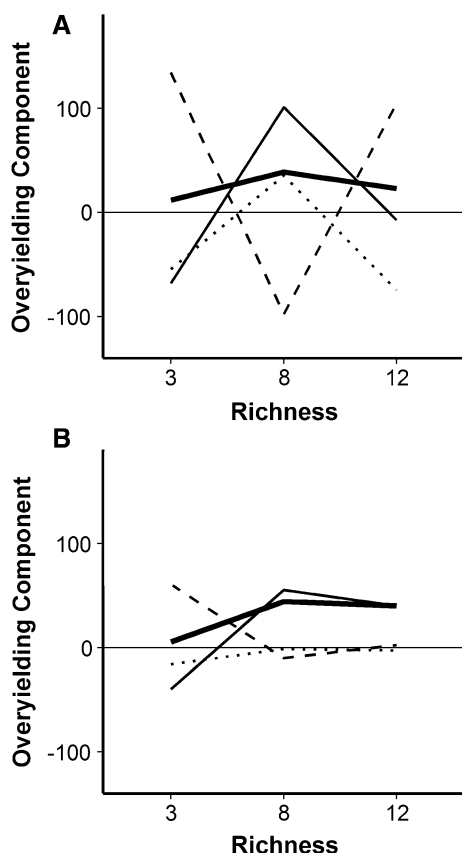 A
Overyielding Component
100
0
-100
3 8 12
Richness
B
Overyielding Component
100
0
-100
3 8 12
Richness